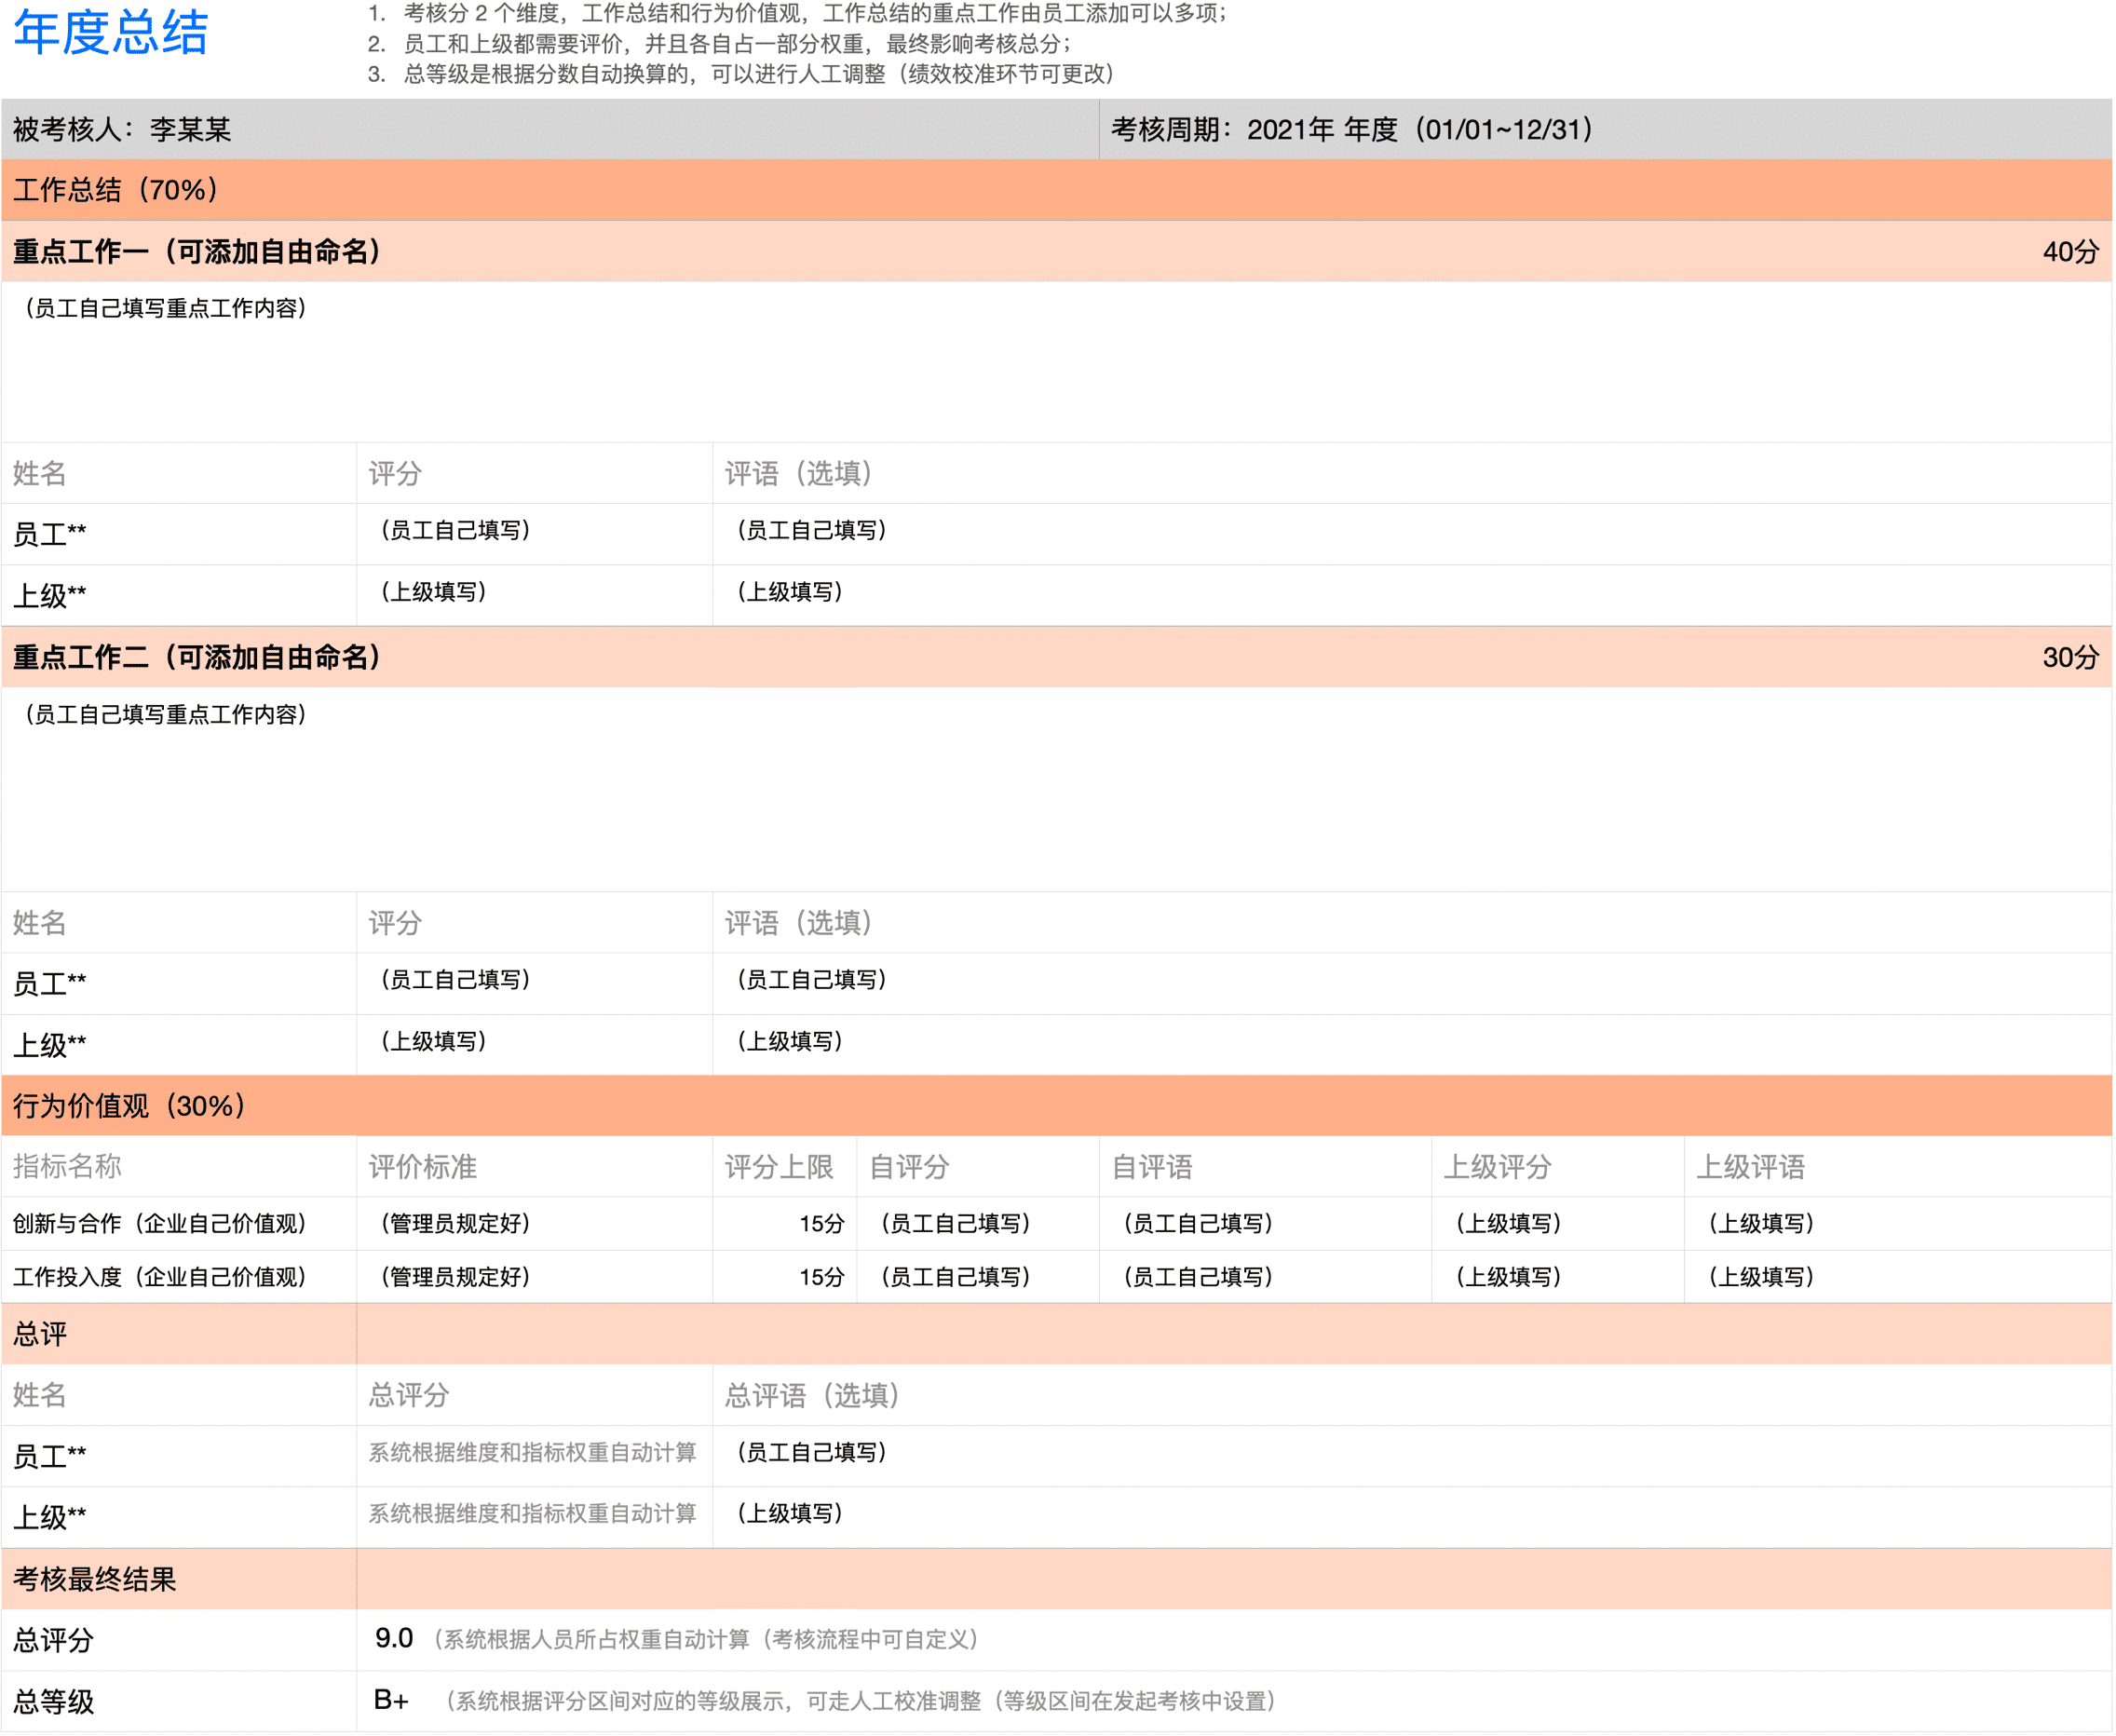 年度总结
1. 考核分 2 个维度，工作总结和行为价值观，工作总结的重点工作由员工添加可以多项；
2. 员工和上级都需要评价，并且各自占一部分权重，最终影响考核总分；
3. 总等级是根据分数自动换算的，可以进行人工调整（绩效校准环节可更改）
被考核人：李某某 考核周期：2021年 年度（01/01~12/31）
工作总结（70%）
重点工作一（可添加自由命名） 40分
（员工自己填写重点工作内容）
姓名 评分 评语（选填）
员工** （员工自己填写） （员工自己填写）
上级** （上级填写） （上级填写）
重点工作二（可添加自由命名） 30分
（员工自己填写重点工作内容）
姓名 评分 评语（选填）
员工** （员工自己填写） （员工自己填写）
上级** （上级填写） （上级填写）
行为价值观（30%）
指标名称 评价标准 评分上限 自评分 自评语 上级评分 上级评语
创新与合作（企业自己价值观） （管理员规定好） 15分 （员工自己填写） （员工自己填写） （上级填写） （上级填写）
工作投入度（企业自己价值观） （管理员规定好） 15分 （员工自己填写） （员工自己填写） （上级填写） （上级填写）
总评
姓名 总评分 总评语（选填）
员工** 系统根据维度和指标权重自动计算 （员工自己填写）
上级** 系统根据维度和指标权重自动计算 （上级填写）
考核最终结果
总评分 9.0 （系统根据人员所占权重自动计算（考核流程中可自定义）
总等级 B+ （系统根据评分区间对应的等级展示，可走人工校准调整（等级区间在发起考核中设置）